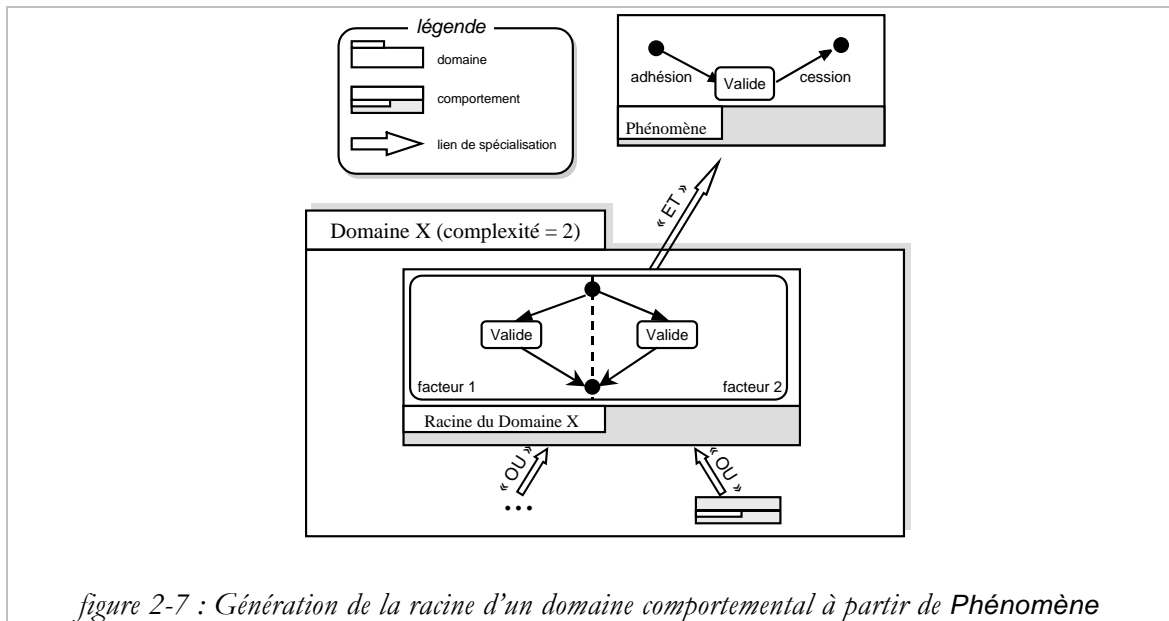 légende
domaine
comportement
lien de spécialisation
adhésion
Valide
cession
Phénomène
« ET »
Domaine X (complexité = 2)
Valide
Valide
facteur 1
facteur 2
Racine du Domaine X
« OU »
« OU »
...
figure 2-7 : Génération de la racine d'un domaine comportemental à partir de Phénomène